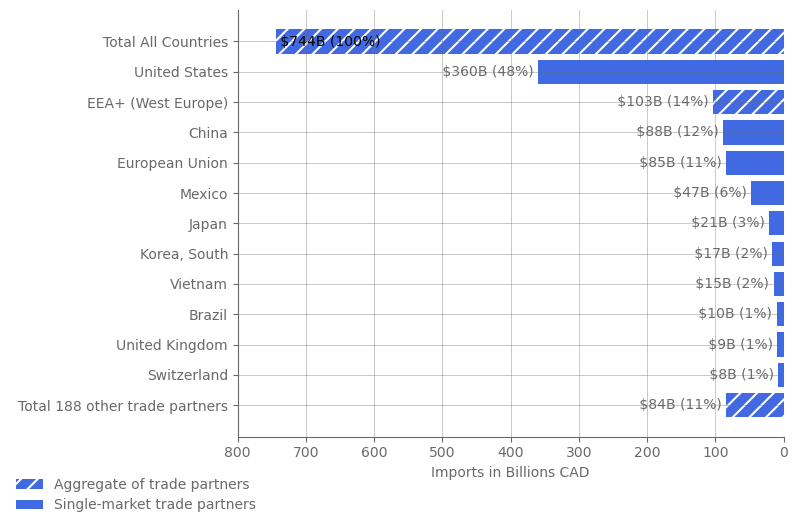 Total All Countries $744B (100%)
United States $360B (48%)
EEA+ (West Europe) $103B (14%)
China $88B (12%)
European Union $85B (11%)
Mexico $47B (6%)
Japan $21B (3%)
Korea, South $17B (2%)
Vietnam $15B (2%)
Brazil $10B (1%)
United Kingdom $9B (1%)
Switzerland $8B (1%)
Total 188 other trade partners $84B (11%)
800 700 600 500 400 300 200 100 0
Imports in Billions CAD
Aggregate of trade partners
Single-market trade partners